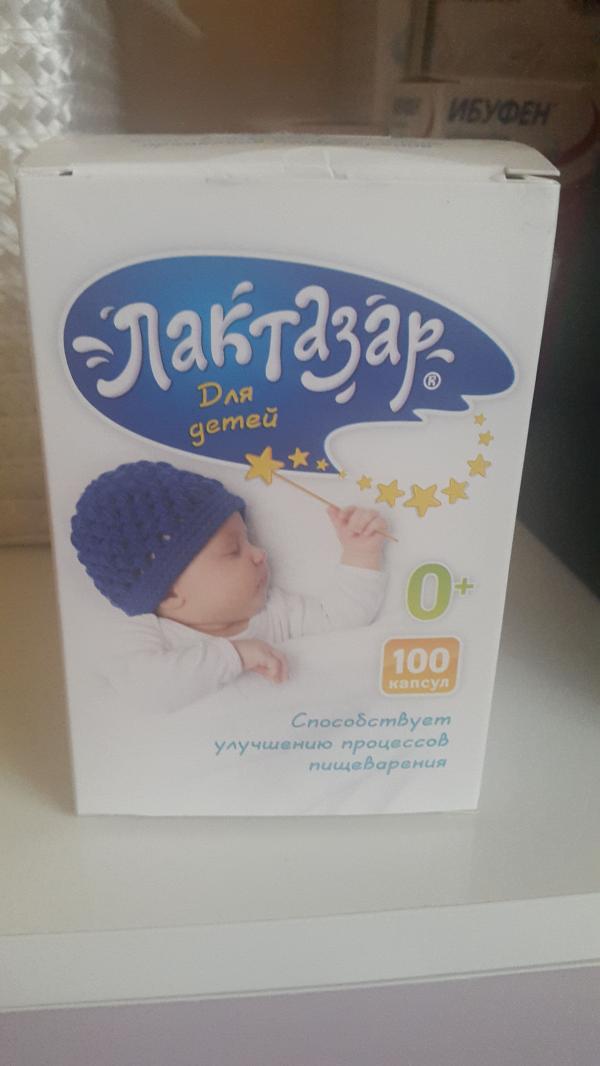 ИБУФЕН
Лактазар®
Для
детей
0+
100
капсул
Способствует
улучшению процессов
пищеварения